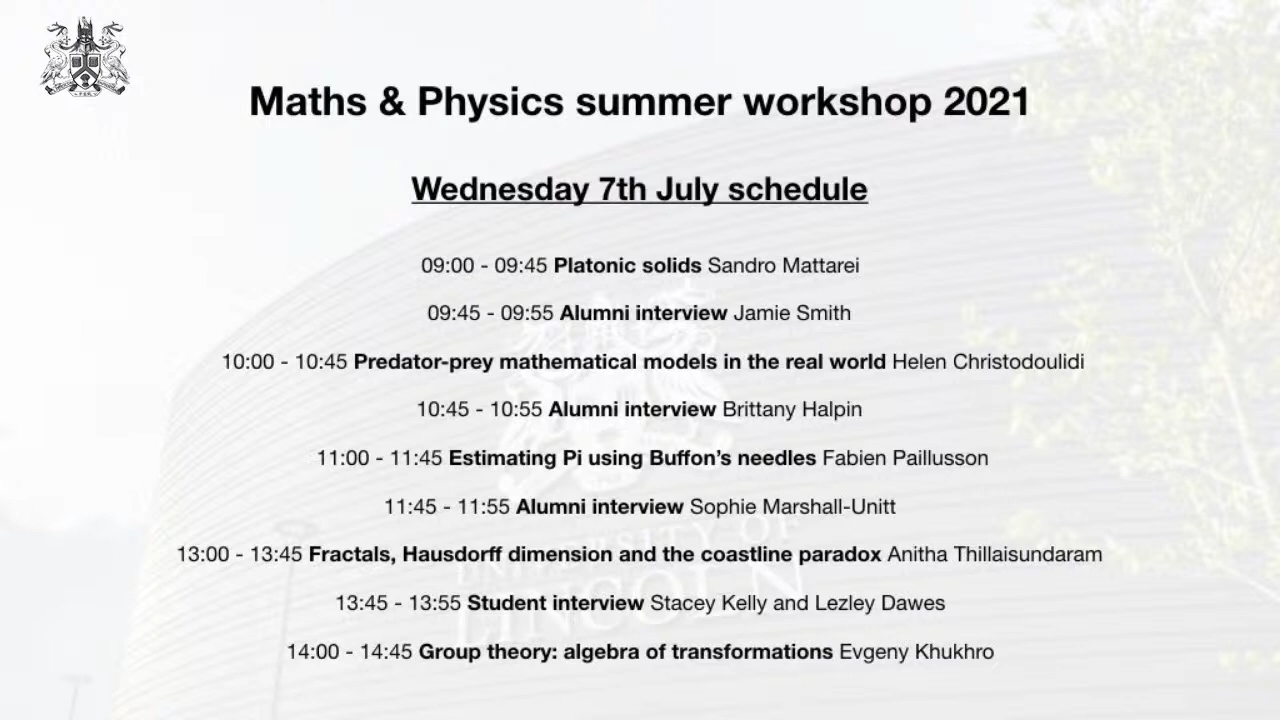 Maths & Physics summer workshop 2021
Wednesday 7th July schedule
09:00 - 09:45 Platonic solids Sandro Mattarei
09:45 - 09:55 Alumni interview Jamie Smith
10:00 - 10:45 Predator-prey mathematical models in the real world Helen Christodoulidi
10:45 - 10:55 Alumni interview Brittany Halpin
11:00 - 11:45 Estimating Pi using Buffon’s needles Fabien Paillusson
11:45 - 11:55 Alumni interview Sophie Marshall-Unitt
UNIVERSITY OF
13:00 - 13:45 Fractals, Hausdorff dimension and the coastline paradox Anitha Thillaisundaram
LINCOLN
13:45 - 13:55 Student interview Stacey Kelly and Lezley Dawes
14:00 - 14:45 Group theory: algebra of transformations Evgeny Khukhro